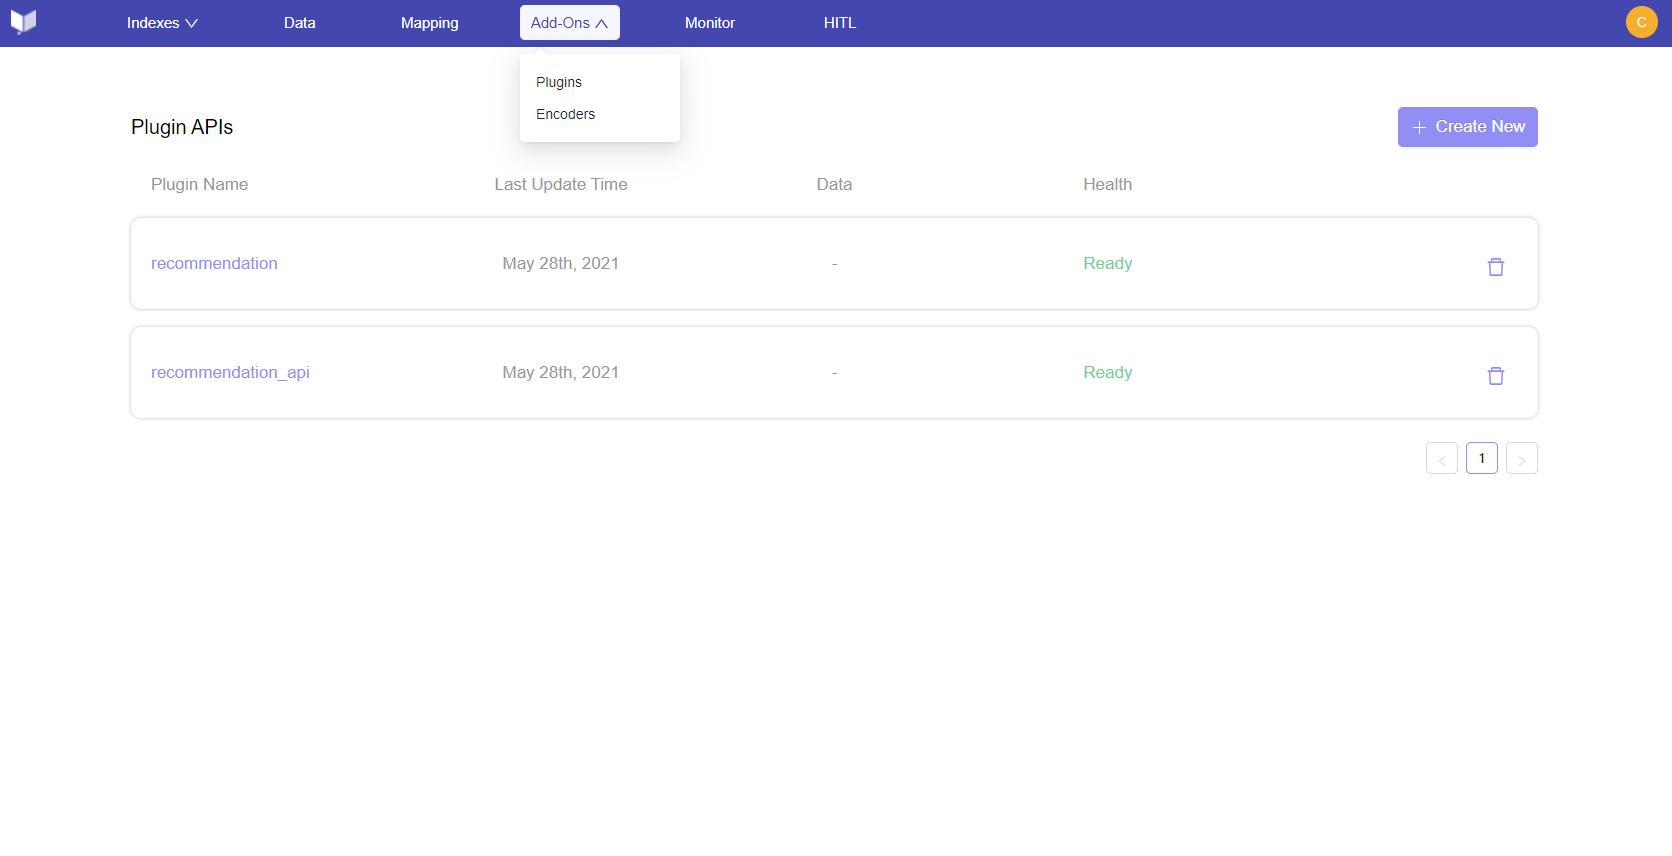 Indexes Data Mapping Add-Ons Monitor HITL C
Plugins
Encoders
Plugin APIs
Create New
Plugin Name Last Update Time Data Health
recommendation May 28th, 2021 - Ready
recommendation_api May 28th, 2021 - Ready
< 1 >